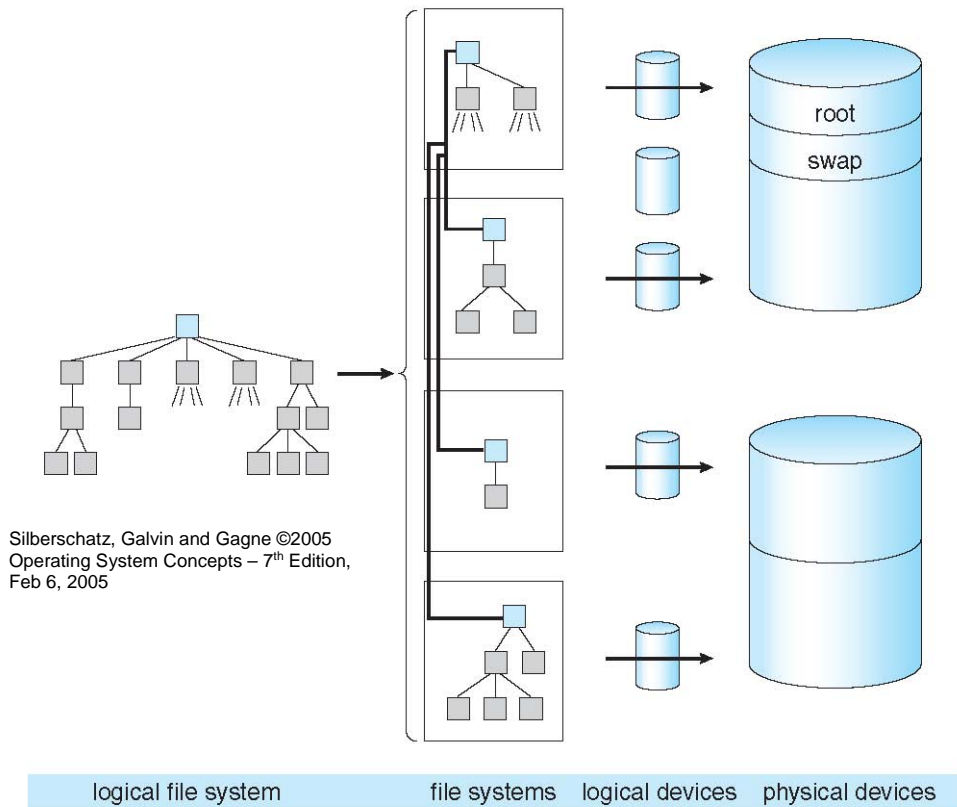 root
swap
Silberschatz, Galvin and Gagne ©2005
Operating System Concepts – 7th Edition,
Feb 6, 2005
logical file system
file systems
logical devices
physical devices